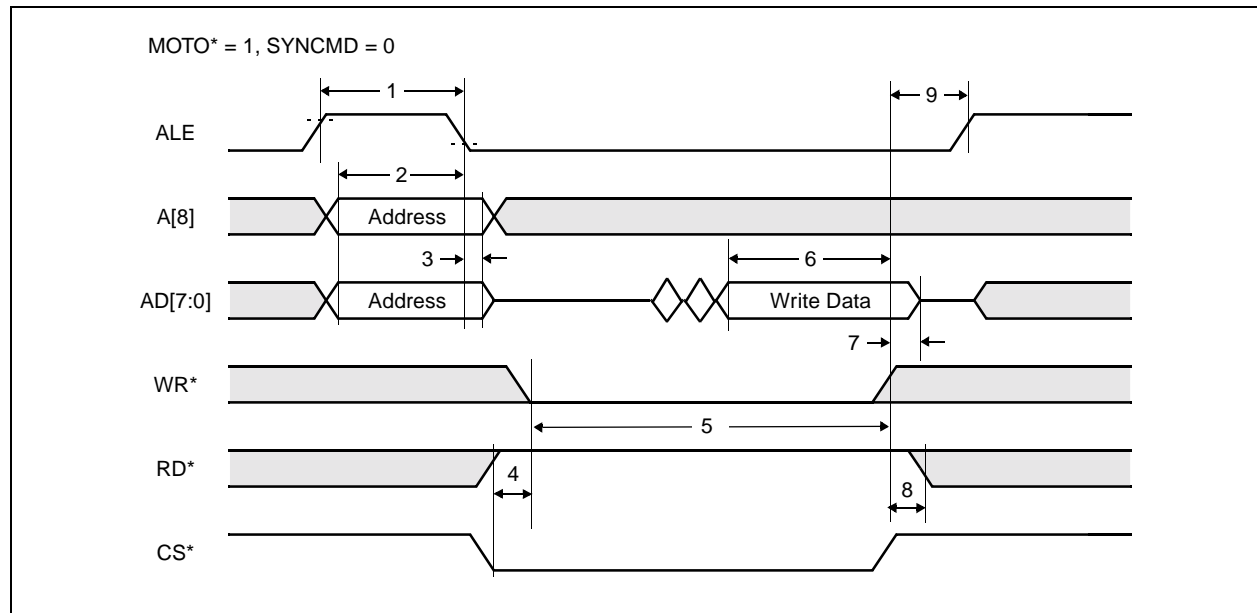 MOTO* = 1, SYNCMD = 0
1
9
ALE
2
A[8]
Address
3
6
AD[7:0]
Address
Write Data
7
WR*
5
RD*
4
8
CS*